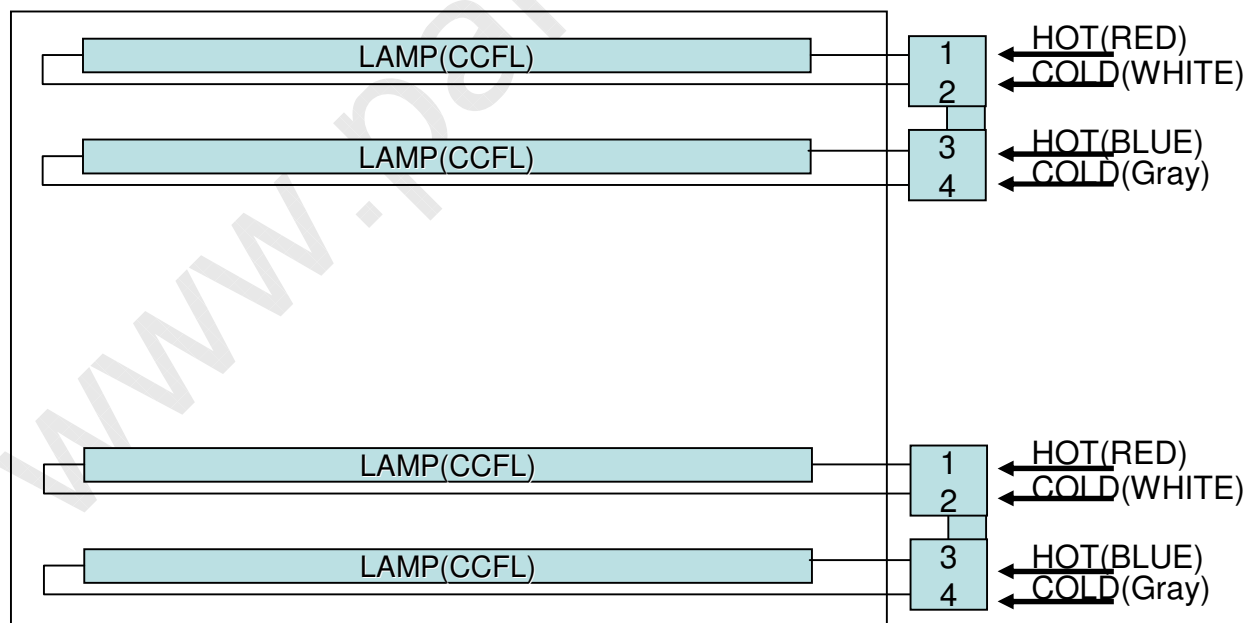 LAMP(CCFL)
1
HOT(RED)
2
COLD(WHITE)
LAMP(CCFL)
3
HOT(BLUE)
4
COLD(Gray)
LAMP(CCFL)
1
HOT(RED)
2
COLD(WHITE)
LAMP(CCFL)
3
HOT(BLUE)
4
COLD(Gray)